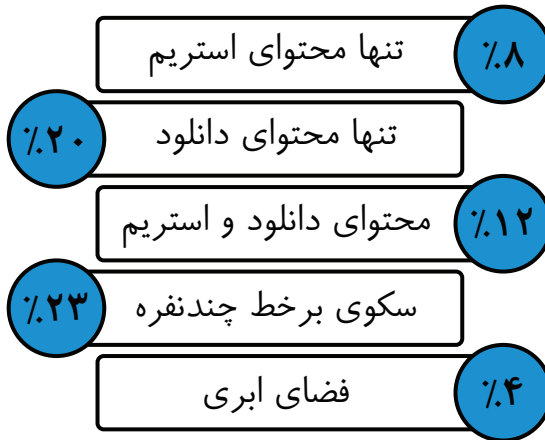 ٪۸ تنها محتوای استریم
تنها محتوای دانلود ٪۲۰
٪۱۲ محتوای دانلود و استریم
سکوی برخط چندنفره ٪۲۳
٪۴ فضای ابری